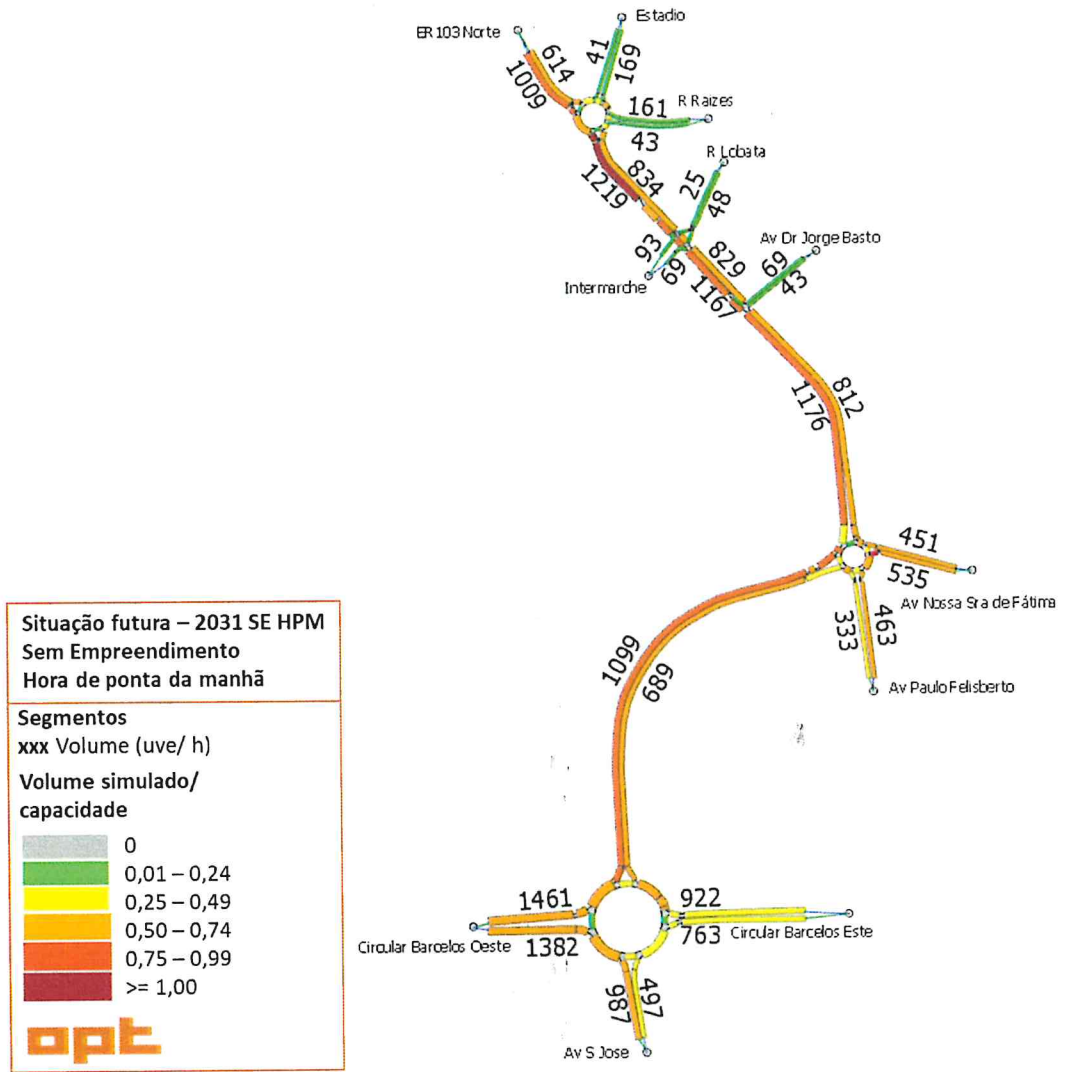 ER 103 Norte
Estadio
614
1009
41
169
161
R Raizes
43
R Lobata
834
1219
25
48
93
69
Intermarche
Av Dr Jorge Basto
829
1167
69
43
812
1176
451
535
Av Nossa Sra de Fátima
333
463
Av Paulo Felisberto
1099
689
Situação futura – 2031 SE HPM
Sem Empreendimento
Hora de ponta da manhã
Segmentos
xxx Volume (uve/ h)
Volume simulado/
capacidade
0
0,01 – 0,24
0,25 – 0,49
0,50 – 0,74
0,75 – 0,99
>= 1,00
opt
1461
922
Circular Barcelos Oeste
1382
763
Circular Barcelos Este
987
497
Av S Jose